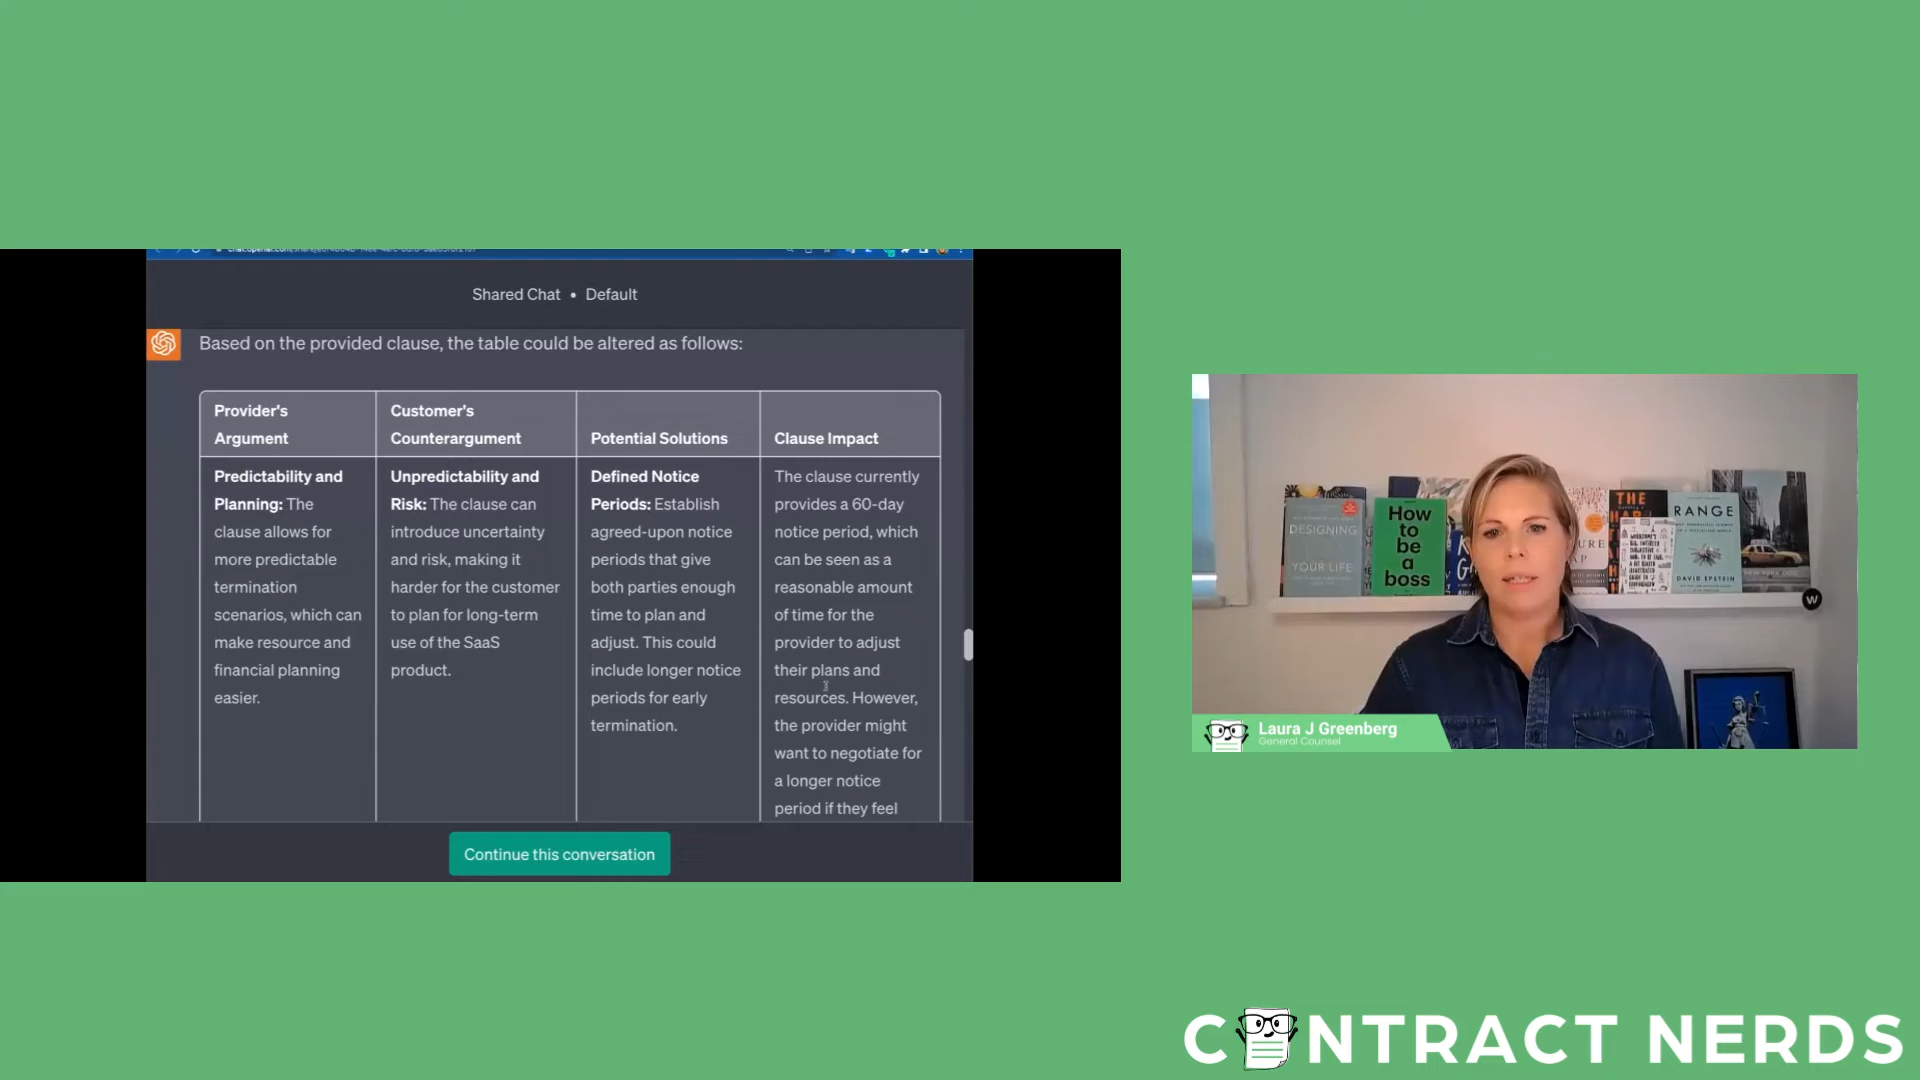 Shared Chat • Default
Based on the provided clause, the table could be altered as follows:
Provider's
Argument
Customer's
Counterargument
Potential Solutions
Clause Impact
Predictability and
Planning: The
clause allows for
more predictable
termination
scenarios, which can
make resource and
financial planning
easier.
Unpredictability and
Risk: The clause can
introduce uncertainty
and risk, making it
harder for the customer
to plan for long-term
use of the SaaS
product.
Defined Notice
Periods: Establish
agreed-upon notice
periods that give
both parties enough
time to plan and
adjust. This could
include longer notice
periods for early
termination.
The clause currently
provides a 60-day
notice period, which
can be seen as a
reasonable amount
of time for the
provider to adjust
their plans and
resources. However,
the provider might
want to negotiate for
a longer notice
period if they feel
Continue this conversation
DESIGNING
YOUR LIFE
How
to
be
a
boss
THE
RANGE
DAVID EPSTEIN
W
Laura J Greenberg
General Counsel
CONTRACT NERDS